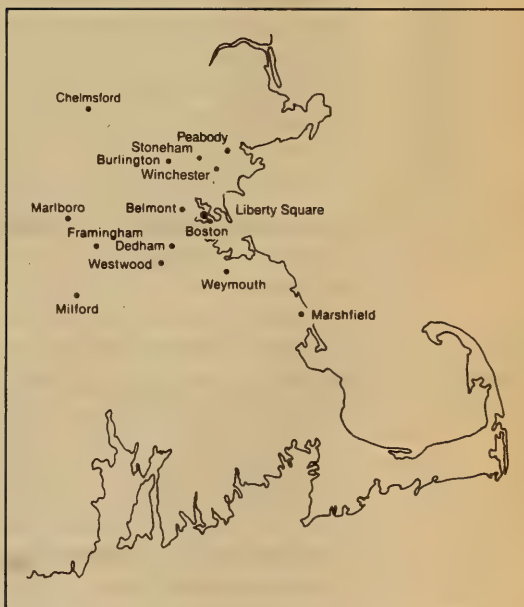 Chelmsford
Peabody
Stoneham
Burlington
Winchester
Marlboro
Belmont
Liberty Square
Framingham
Boston
Dedham
Westwood
Weymouth
Milford
Marshfield